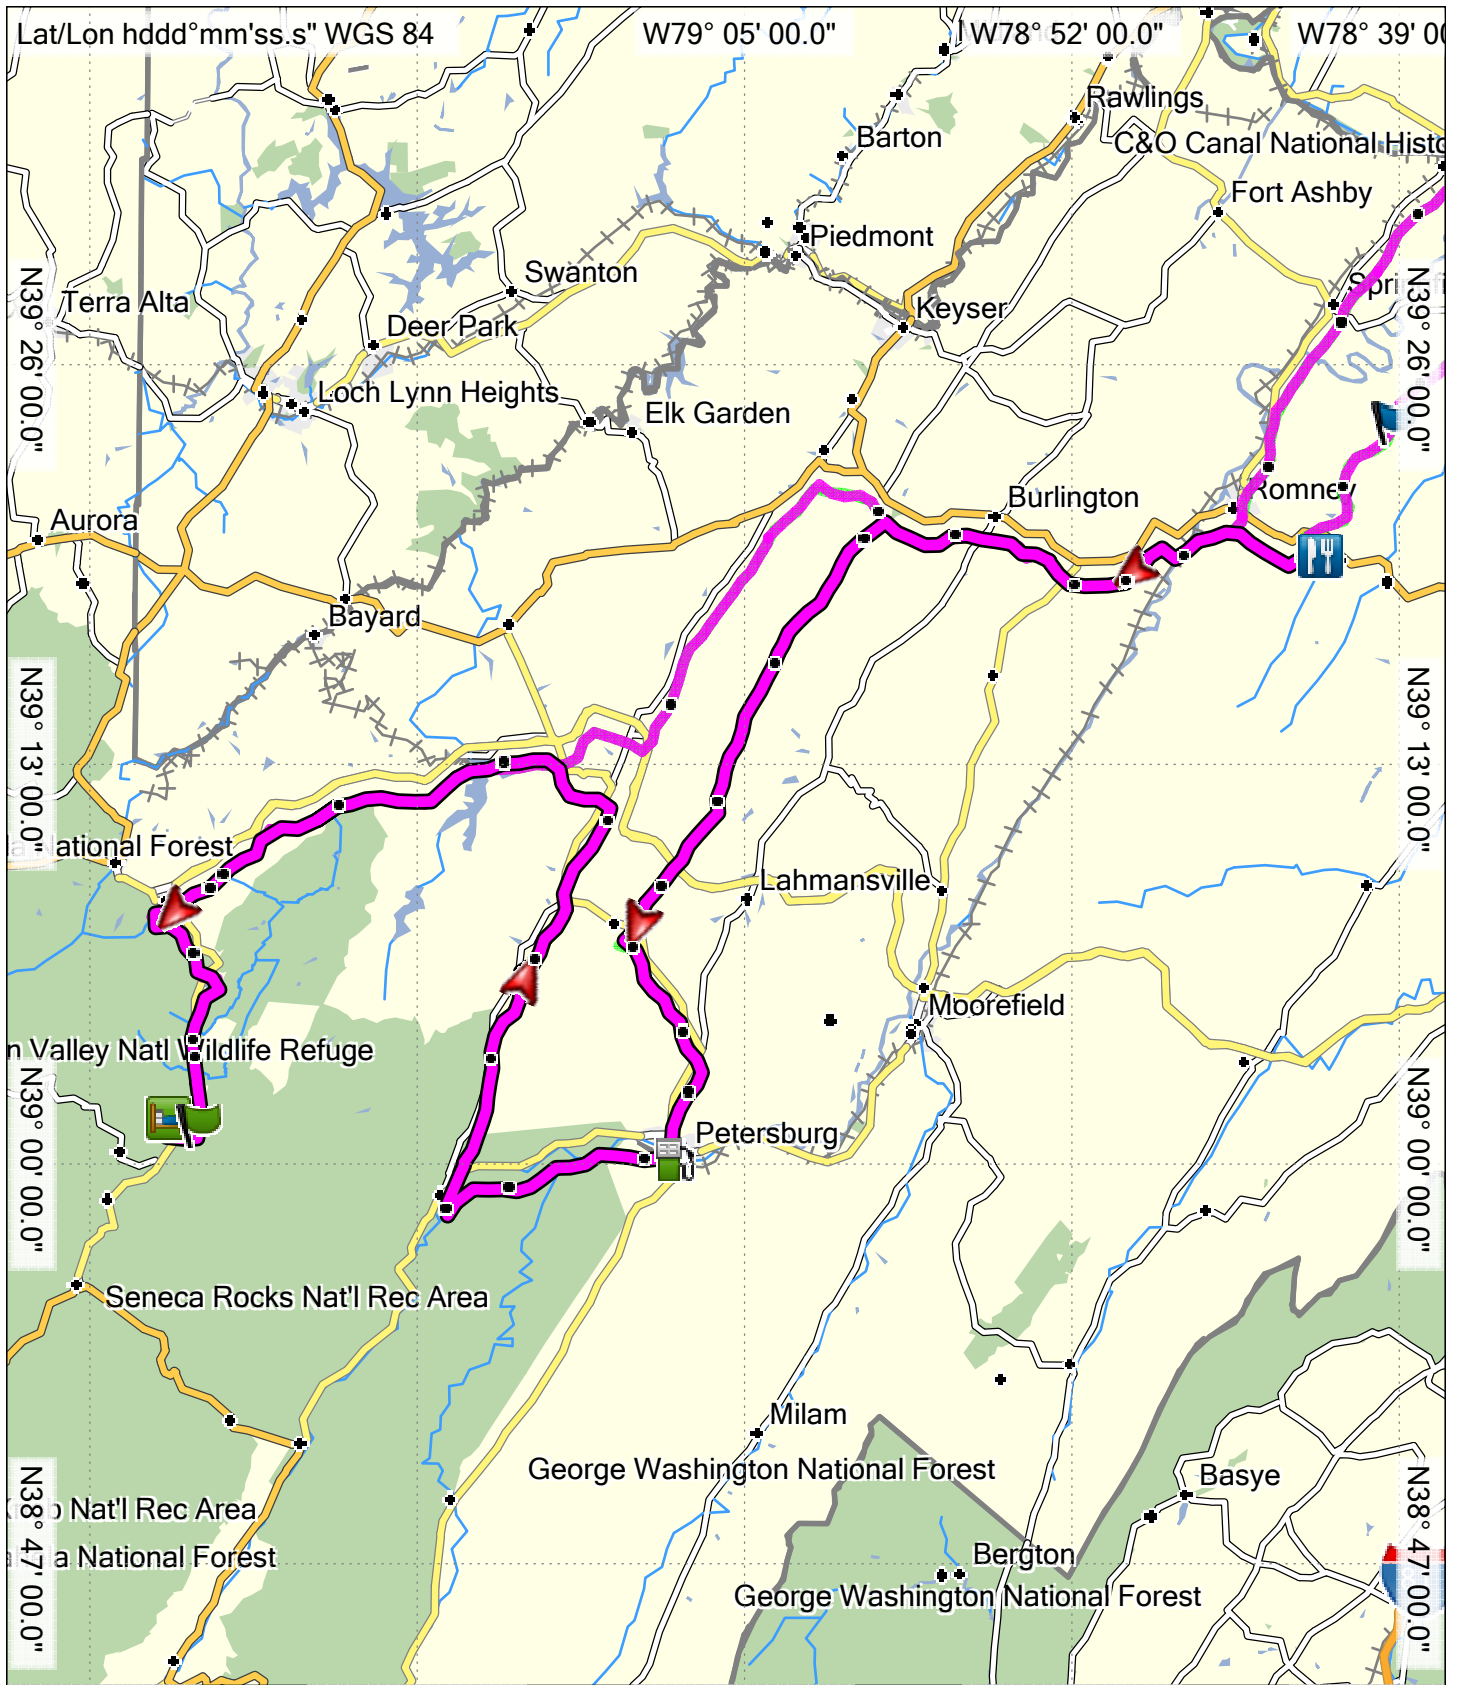 Lat/Lon hddd°mm'ss.s" WGS 84
W79° 05' 00.0"
W78° 52' 00.0"
W78° 39' 00
Rawlings
Barton
C&O Canal National Histo
Fort Ashby
Piedmont
Swanton
Terra Alta
Keyser
Deer Park
N39° 26' 00.0"
N39° 26' 00.0"
Loch Lynn Heights
Elk Garden
Burlington
Romney
Aurora
Bayard
N39° 13' 00.0"
N39° 13' 00.0"
a National Forest
Lahmansville
Moorefield
n Valley Natl Wildlife Refuge
Petersburg
N39° 00' 00.0"
N39° 00' 00.0"
Seneca Rocks Nat'l Rec Area
Milam
George Washington National Forest
Basye
b Nat'l Rec Area
a National Forest
Bergton
George Washington National Forest
N38° 47' 00.0"
N38° 47' 00.0"